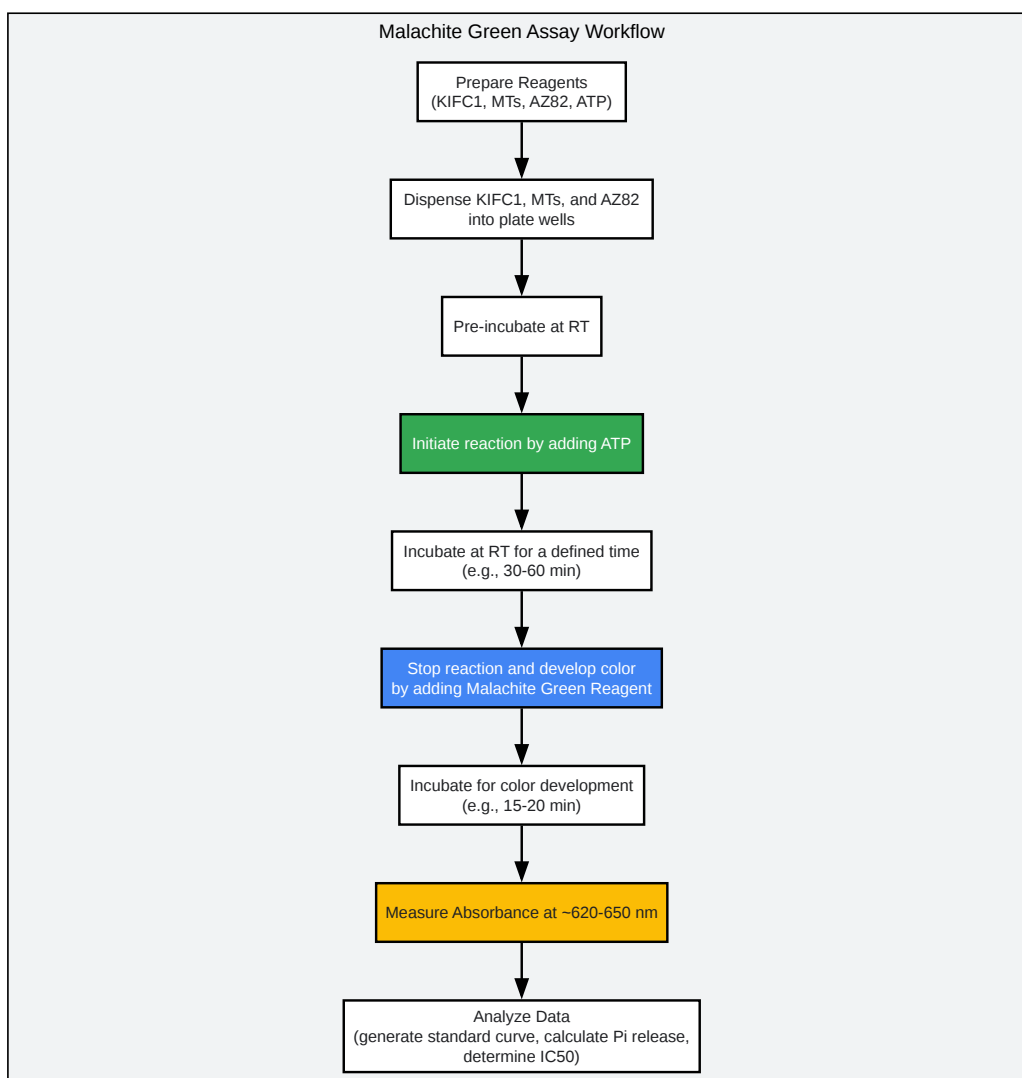 Malachite Green Assay Workflow
Prepare Reagents
(KIFC1, MTs, AZ82, ATP)
Dispense KIFC1, MTs, and AZ82
into plate wells
Pre-incubate at RT
Initiate reaction by adding ATP
Incubate at RT for a defined time
(e.g., 30-60 min)
Stop reaction and develop color
by adding Malachite Green Reagent
Incubate for color development
(e.g., 15-20 min)
Measure Absorbance at ~620-650 nm
Analyze Data
(generate standard curve, calculate Pi release,
determine IC50)